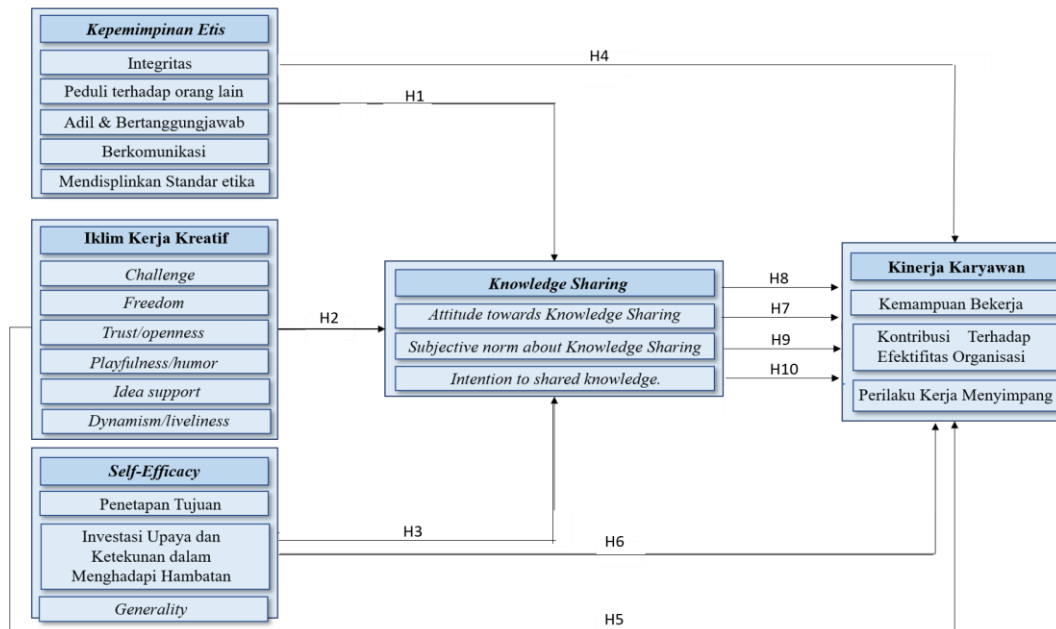 Kepemimpinan Etis
Integritas
Peduli terhadap orang lain
Adil & Bertanggungjawab
Berkomunikasi
Mendisplinkan Standar etika
H4
H1
Iklim Kerja Kreatif
Challenge
Freedom
Trust/openness
Playfulness/humor
Idea support
Dynamism/liveliness
H2
Knowledge Sharing
Attitude towards Knowledge Sharing
Subjective norm about Knowledge Sharing
Intention to shared knowledge.
H8
H7
H9
H10
Kinerja Karyawan
Kemampuan Bekerja
Kontribusi Terhadap
Efektifitas Organisasi
Perilaku Kerja Menyimpang
Self-Efficacy
Penetapan Tujuan
Investasi Upaya dan
Ketekunan dalam
Menghadapi Hambatan
Generality
H3
H6
H5